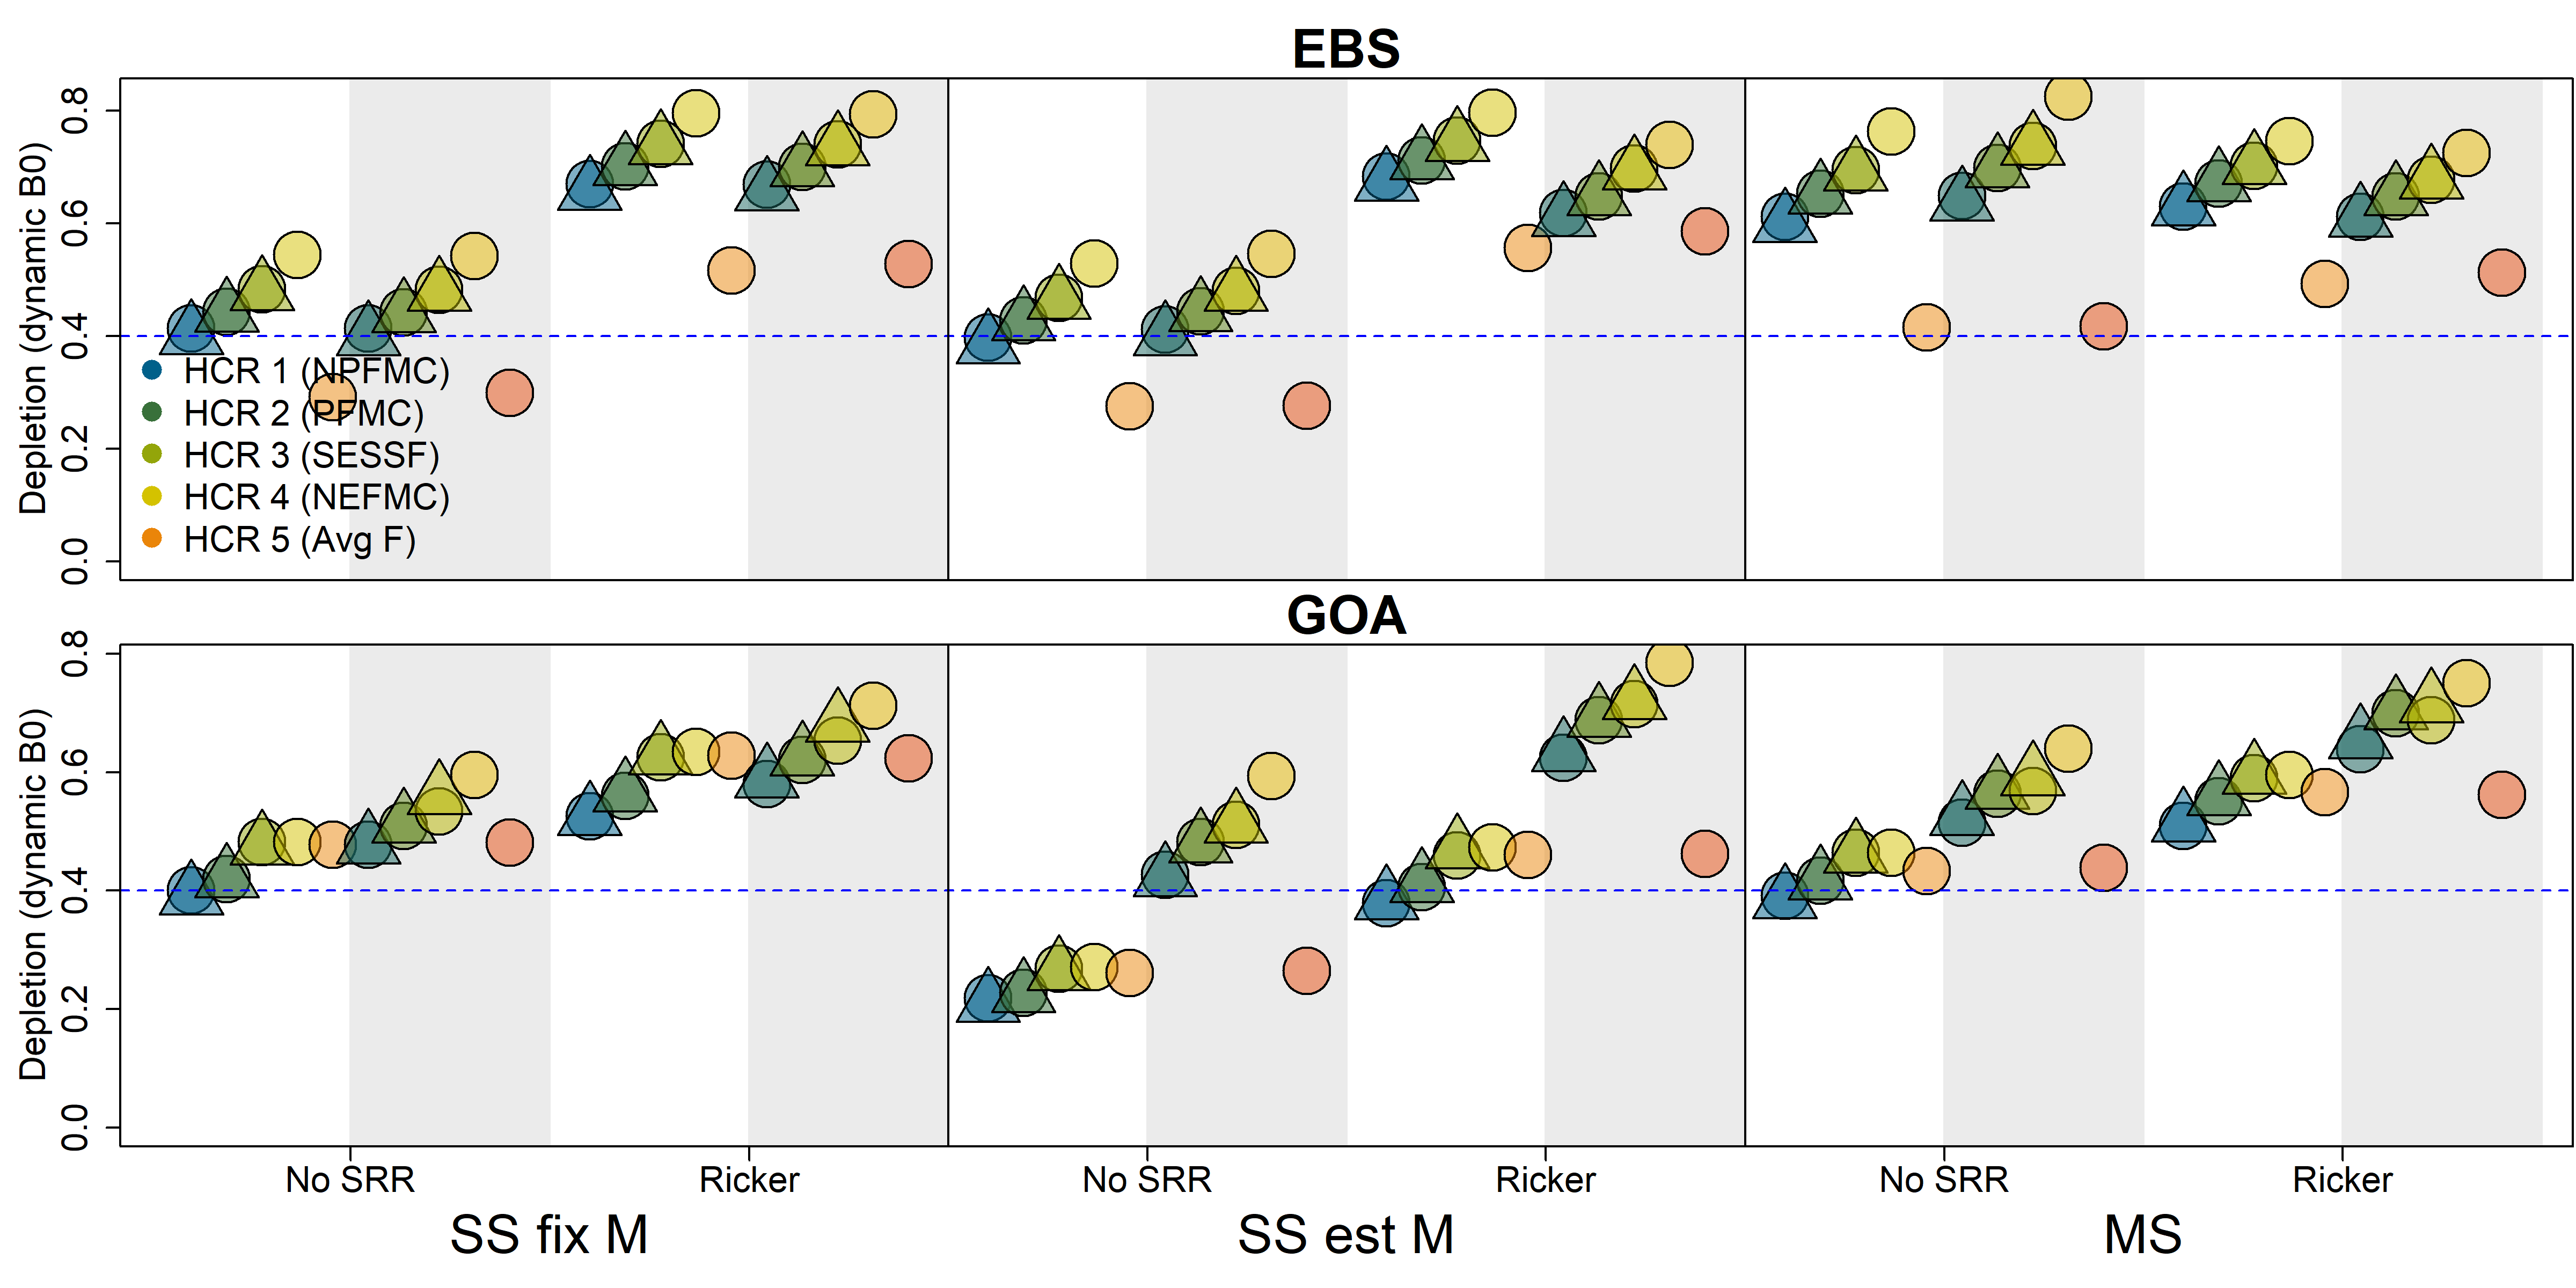 EBS
Depletion (dynamic B0)
0.8
0.6
0.4
0.2
0.0
HCR 1 (NPFMC)
HCR 2 (PFMC)
HCR 3 (SESSF)
HCR 4 (NEFMC)
HCR 5 (Avg F)
GOA
Depletion (dynamic B0)
0.8
0.6
0.4
0.2
0.0
No SRR Ricker No SRR Ricker No SRR Ricker
SS fix M SS est M MS